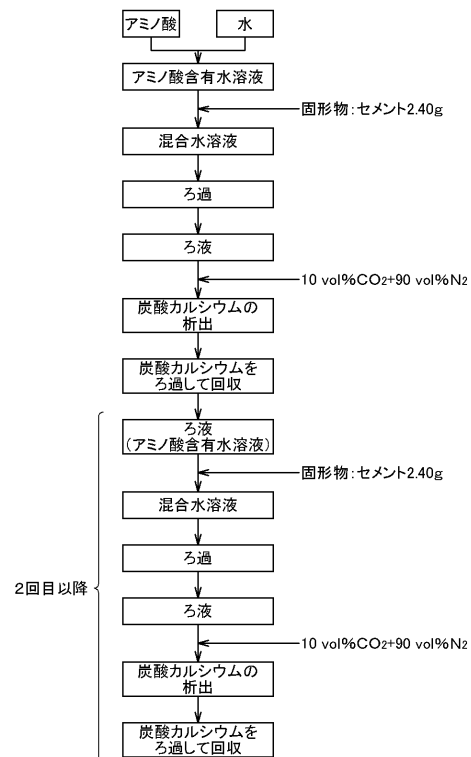 アミノ酸
水
アミノ酸含有水溶液
固形物:セメント2.40g
混合水溶液
ろ過
ろ液
10 vol%CO2+90 vol%N2
炭酸カルシウムの
析出
炭酸カルシウムを
ろ過して回収
ろ液
(アミノ酸含有水溶液)
固形物:セメント2.40g
混合水溶液
ろ過
2回目以降
ろ液
10 vol%CO2+90 vol%N2
炭酸カルシウムの
析出
炭酸カルシウムを
ろ過して回収